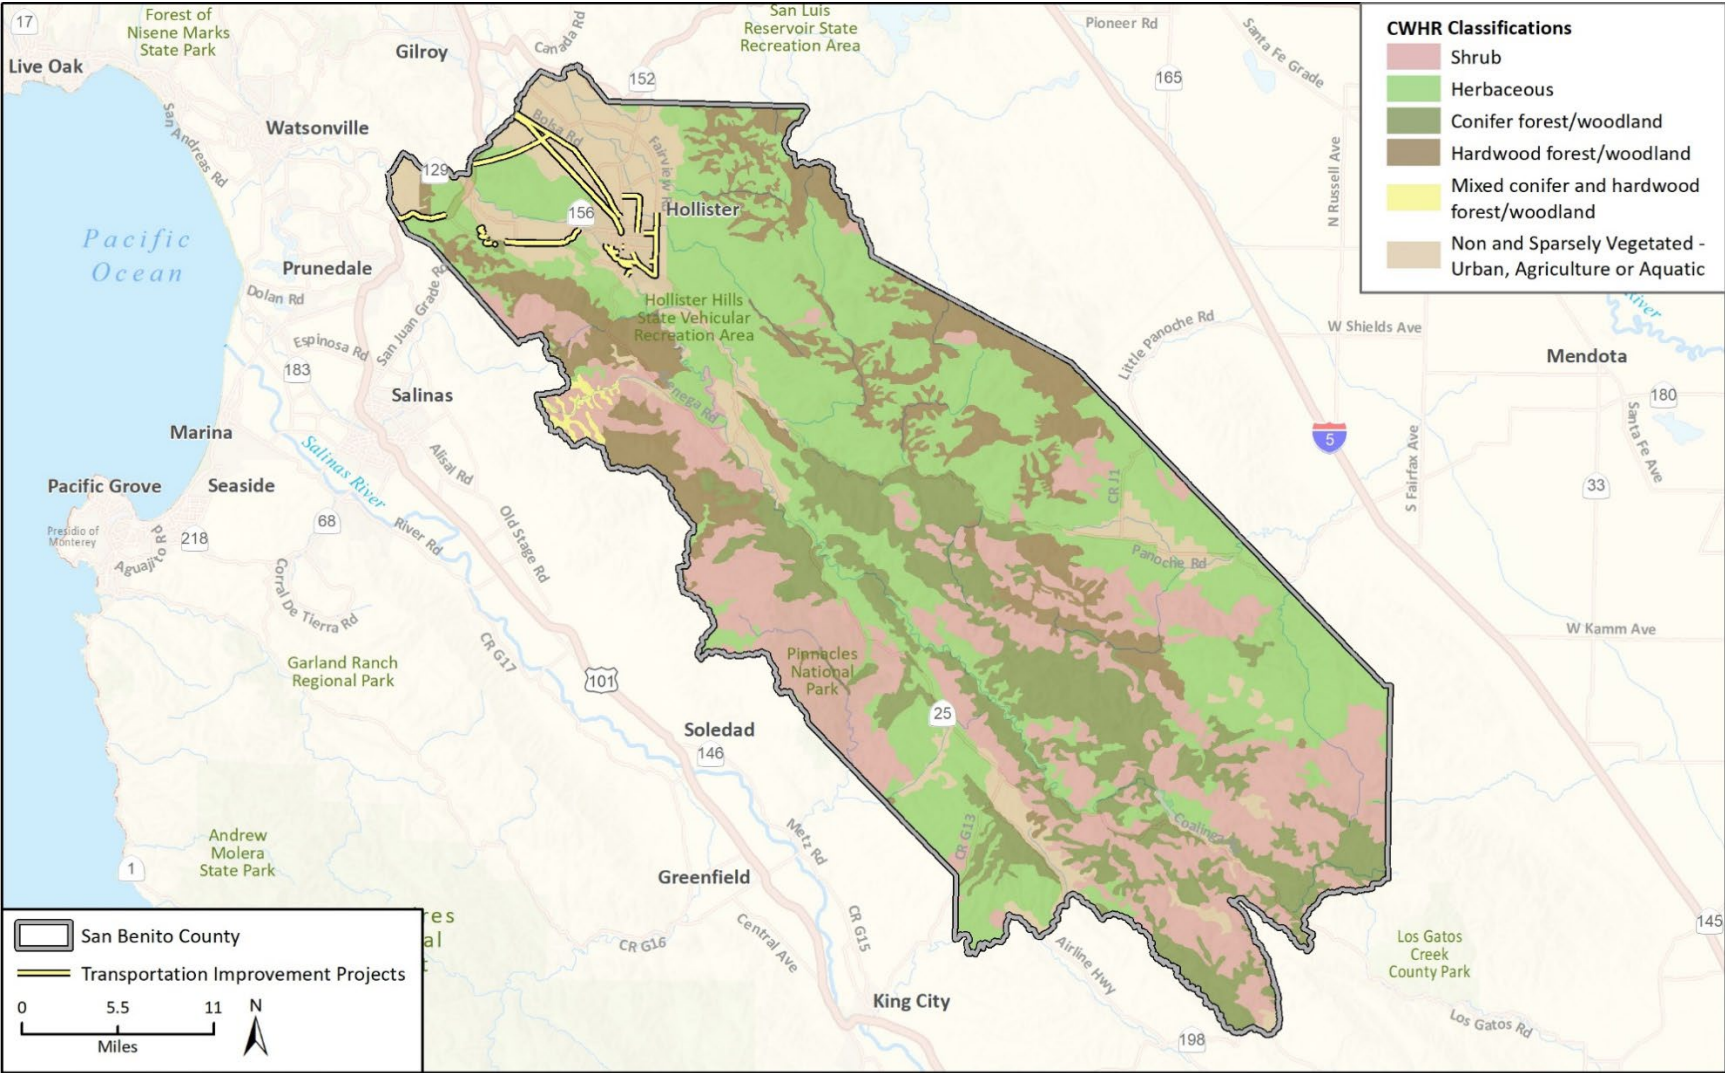 17
Forest of
Nisene Marks
State Park
Live Oak
Gilroy
Canada Rd
San Luis
Reservoir State
Recreation Area
152
Pioneer Rd
165
Santa Fe Grade
CWHR Classifications
Shrub
Herbaceous
Conifer forest/woodland
Hardwood forest/woodland
Mixed conifer and hardwood
forest/woodland
Non and Sparsely Vegetated -
Urban, Agriculture or Aquatic
San Andreas Rd
Watsonville
129
Bolsa Rd
Fairview Rd
156
Hollister
N Russell Ave
Pacific
Ocean
Prunedale
Dolan Rd
San Juan Grade Rd
Espinosa Rd
183
Hollister Hills
State Vehicular
Recreation Area
Little Panoche Rd
W Shields Ave
River
Mendota
180
Santa Fe Ave
Salinas
enega Rd
Marina
Salinas River
Alisal Rd
5
S Fairfax Ave
33
Pacific Grove
Seaside
Presidio of
Monterey
Aguajito Rd
218
68
River Rd
Old Stage Rd
CR J1
Panoche Rd
Corral De Tierra Rd
CR G17
W Kamm Ave
Garland Ranch
Regional Park
101
Pinnacles
National
Park
25
Soledad
146
Andrew
Molera
State Park
1
Metz Rd
CR G13
Coalinga
Greenfield
Central Ave
CR G15
CR G16
King City
Airline Hwy
198
Los Gatos
Creek
County Park
Los Gatos Rd
145
res
al
t
San Benito County
Transportation Improvement Projects
0 5.5 11
Miles
N